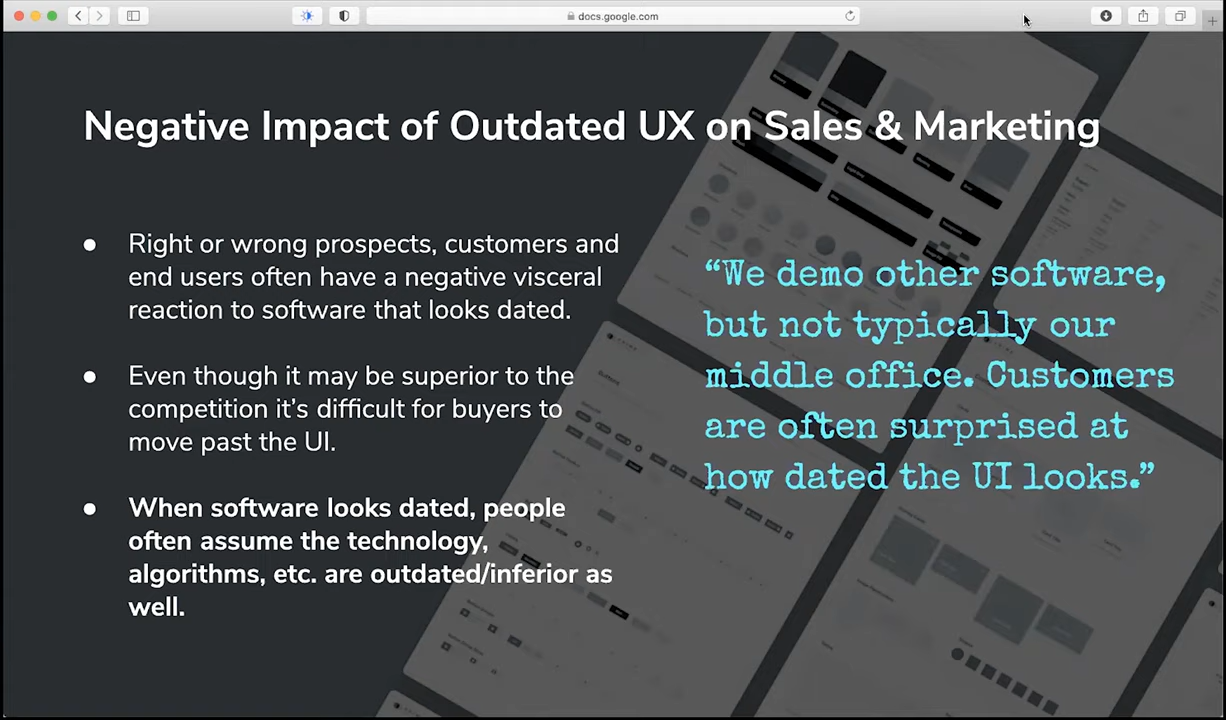 docs.google.com
Negative Impact of Outdated UX on Sales & Marketing
● Right or wrong prospects, customers and
end users often have a negative visceral
reaction to software that looks dated.
● Even though it may be superior to the
competition it’s difficult for buyers to
move past the UI.
● When software looks dated, people
often assume the technology,
algorithms, etc. are outdated/inferior as
well.
“We demo other software,
but not typically our
middle office. Customers
are often surprised at
how dated the UI looks.”
Buttons